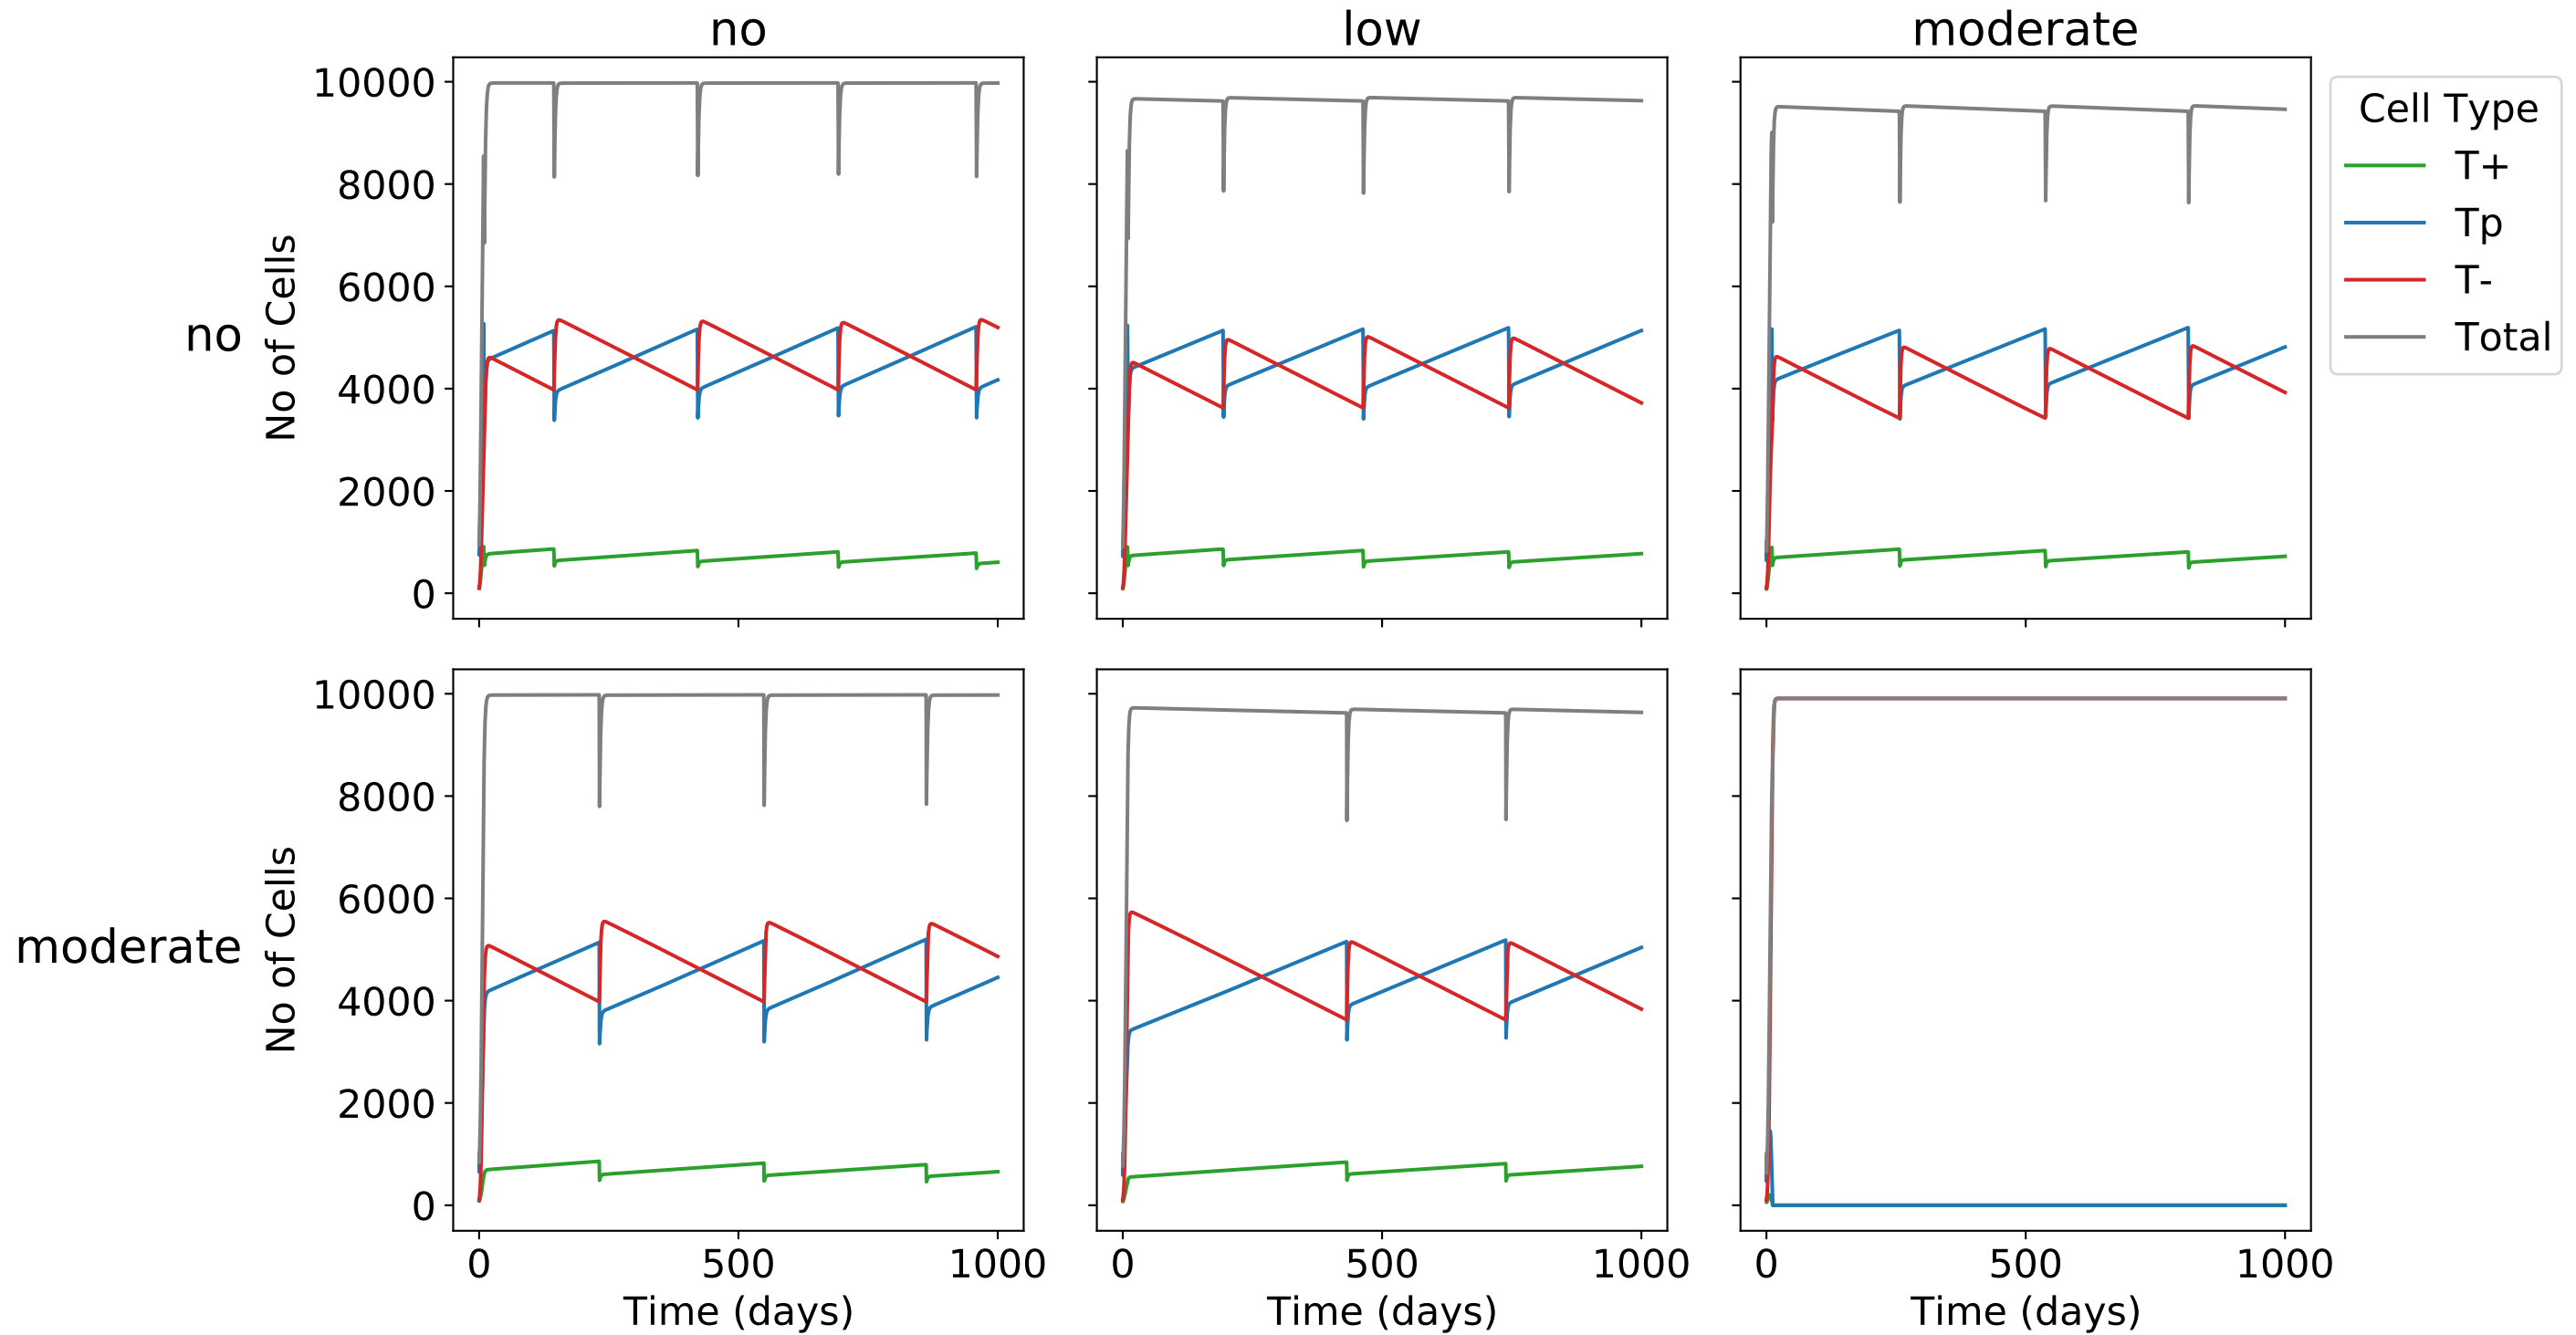 no
low
moderate
no
No of Cells
10000
8000
6000
4000
2000
0
Cell Type
T+
Tp
T-
Total
moderate
No of Cells
10000
8000
6000
4000
2000
0
0 500 1000
0 500 1000
0 500 1000
Time (days)
Time (days)
Time (days)